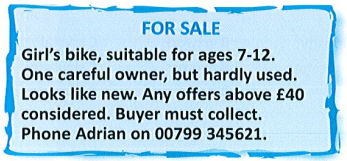 FOR SALE
Girl's bike, suitable for ages 7-12.
One careful owner, but hardly used.
Looks like new. Any offers above £40
considered. Buyer must collect.
Phone Adrian on 00799 345621.